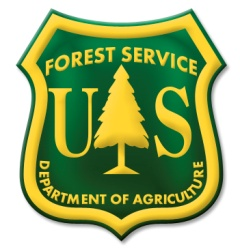 FOREST SERVICE
U S
DEPARTMENT OF AGRICULTURE